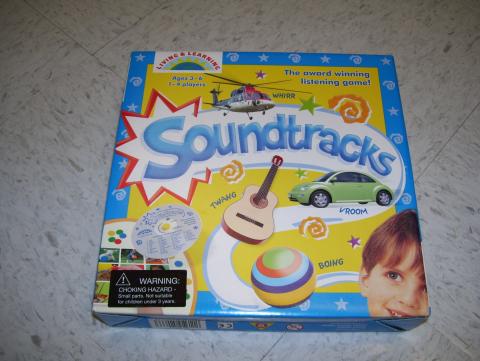 LIVING & LEARNING
Ages 3-6
1-4 players
The award winning
listening game!
WHIRR
Soundtracks
TWANG
VROOM
BOING
WARNING:
CHOKING HAZARD -
Small parts. Not suitable
for children under 3 years.